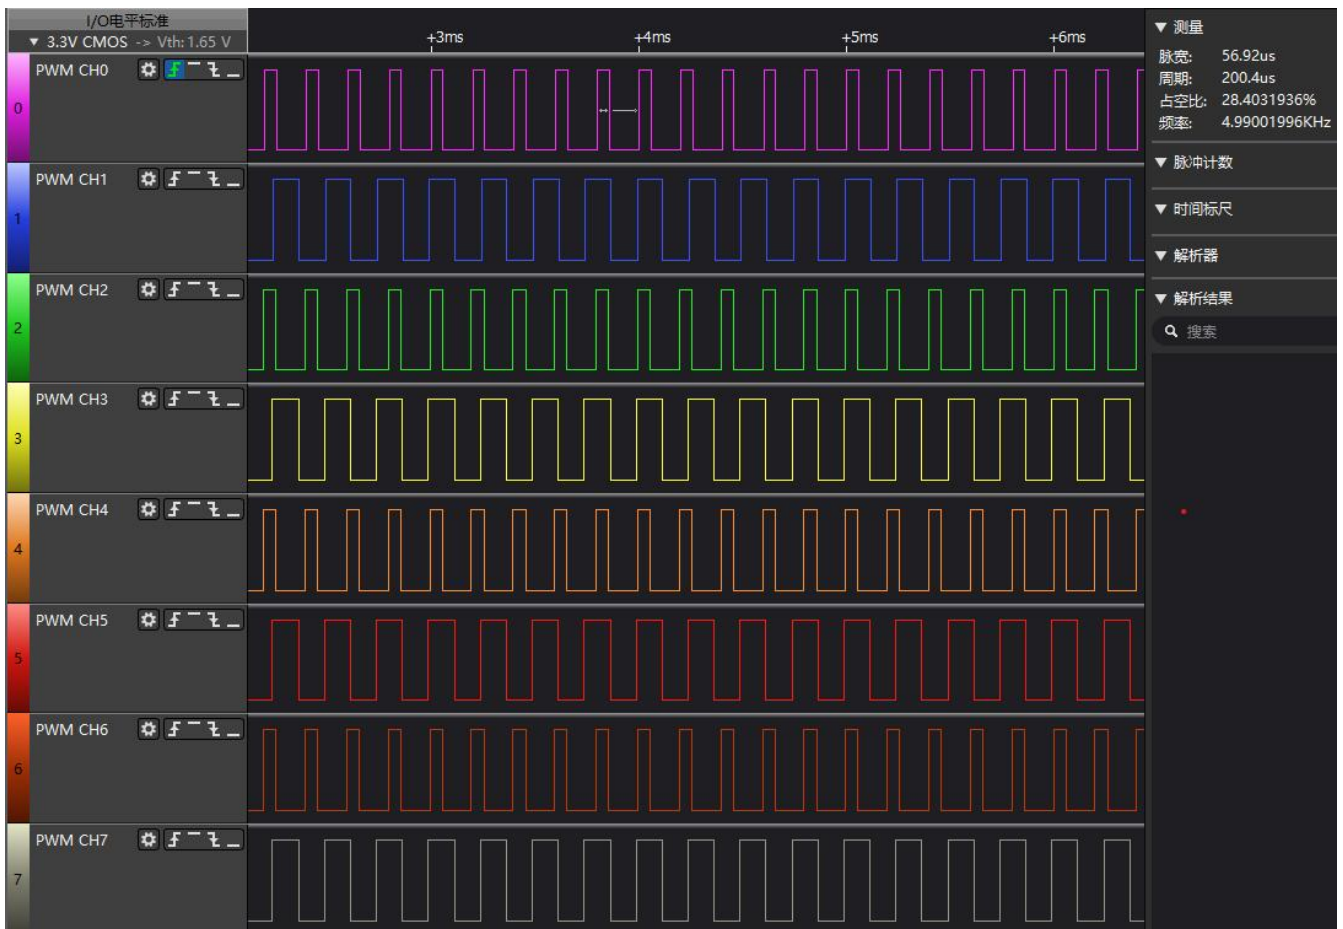 I/O电平标准
▼ 3.3V CMOS -> Vth:1.65 V
+3ms +4ms +5ms +6ms
PWM CH0
0
PWM CH1
1
PWM CH2
2
PWM CH3
3
PWM CH4
4
PWM CH5
5
PWM CH6
6
PWM CH7
7
▼ 测量
脉宽: 56.92us
周期: 200.4us
占空比: 28.4031936%
频率: 4.99001996KHz
▼ 脉冲计数
▼ 时间标尺
▼ 解析器
▼ 解析结果
搜索